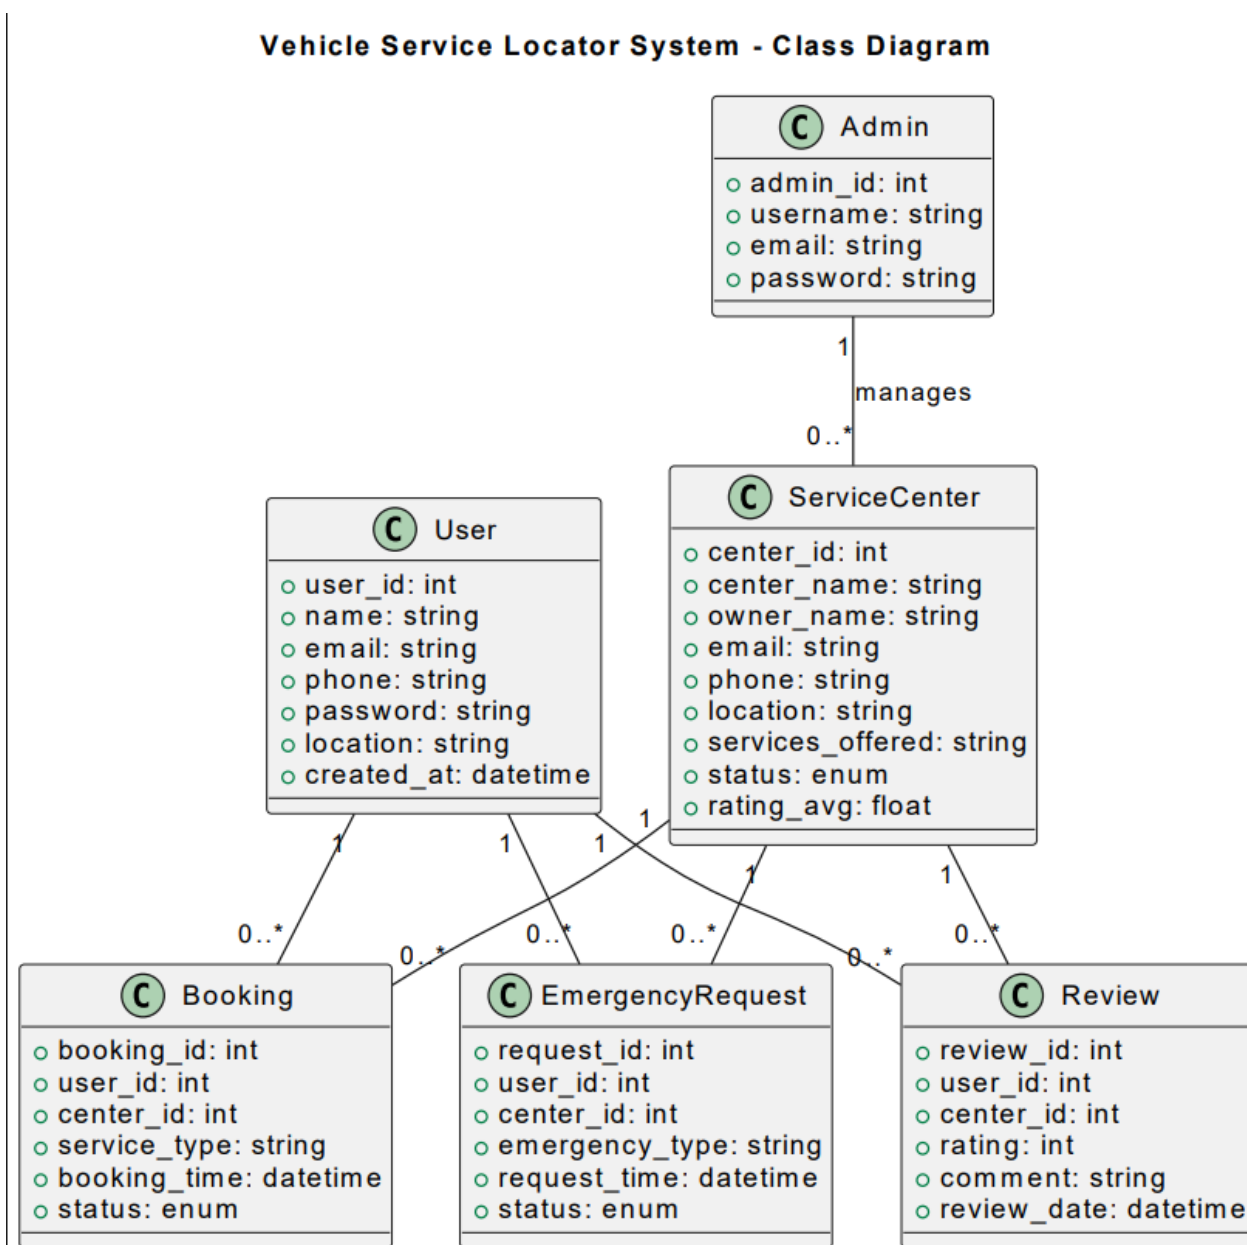 Vehicle Service Locator System - Class Diagram
C Admin
admin_id: int
username: string
email: string
password: string
1
manages
0..*
C ServiceCenter
center_id: int
center_name: string
owner_name: string
email: string
phone: string
location: string
services_offered: string
status: enum
rating_avg: float
C User
user_id: int
name: string
email: string
phone: string
password: string
location: string
created_at: datetime
1
1
1
1
1
1
0..*
0..*
0..*
0..*
0..*
0..*
C Booking
booking_id: int
user_id: int
center_id: int
service_type: string
booking_time: datetime
status: enum
C EmergencyRequest
request_id: int
user_id: int
center_id: int
emergency_type: string
request_time: datetime
status: enum
C Review
review_id: int
user_id: int
center_id: int
rating: int
comment: string
review_date: datetime